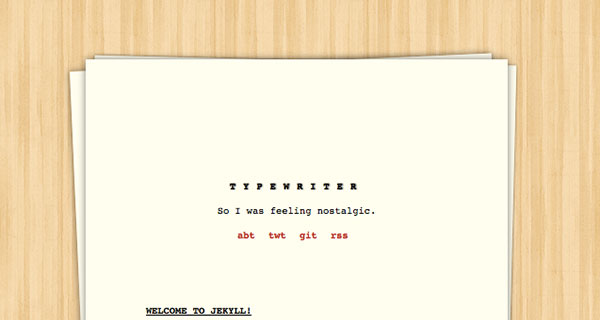 T Y P E W R I T E R
So I was feeling nostalgic.
abt twt git rss
WELCOME TO JEKYLL!